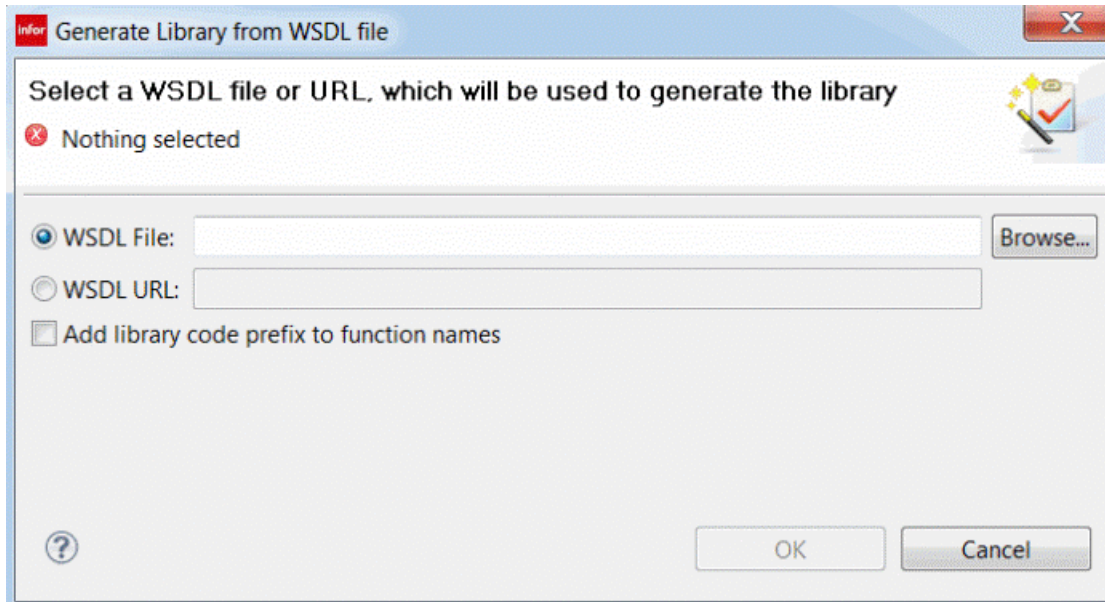 infor Generate Library from WSDL file X
Select a WSDL file or URL, which will be used to generate the library
Nothing selected
WSDL File: Browse...
WSDL URL:
Add library code prefix to function names
? OK Cancel